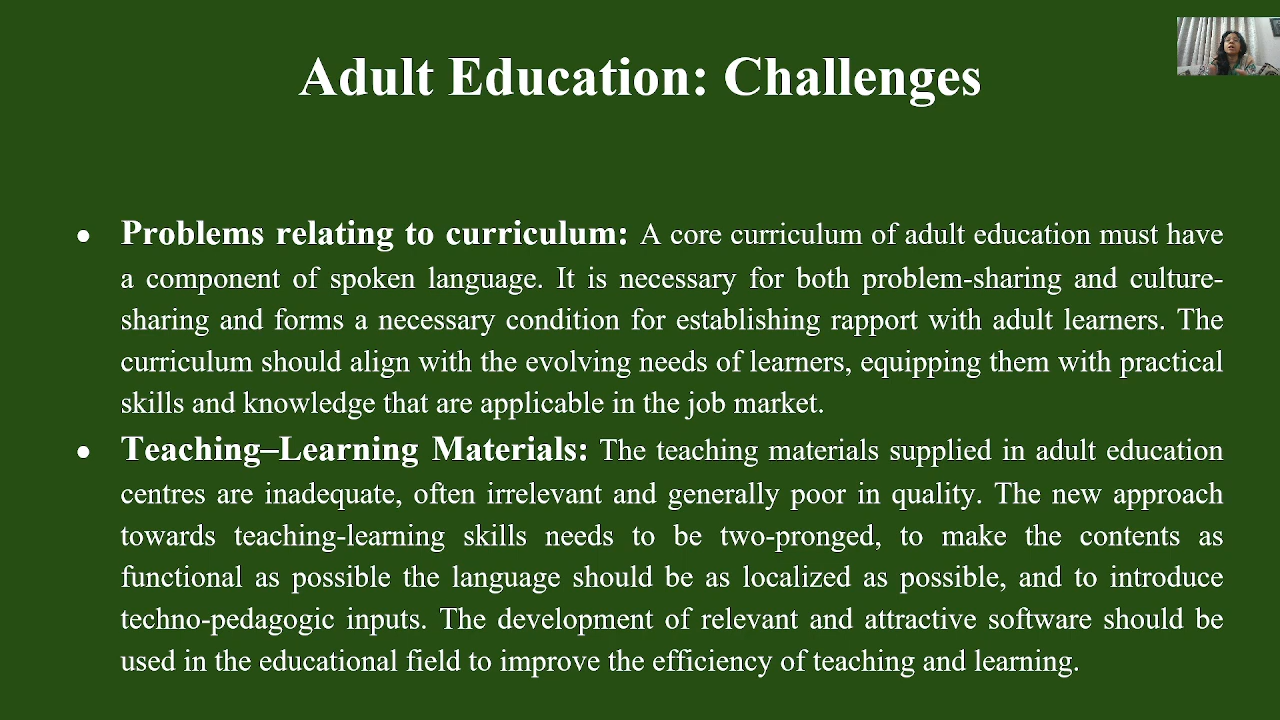 Adult Education: Challenges
● Problems relating to curriculum: A core curriculum of adult education must have
a component of spoken language. It is necessary for both problem-sharing and culture-
sharing and forms a necessary condition for establishing rapport with adult learners. The
curriculum should align with the evolving needs of learners, equipping them with practical
skills and knowledge that are applicable in the job market.
● Teaching–Learning Materials: The teaching materials supplied in adult education
centres are inadequate, often irrelevant and generally poor in quality. The new approach
towards teaching-learning skills needs to be two-pronged, to make the contents as
functional as possible the language should be as localized as possible, and to introduce
techno-pedagogic inputs. The development of relevant and attractive software should be
used in the educational field to improve the efficiency of teaching and learning.